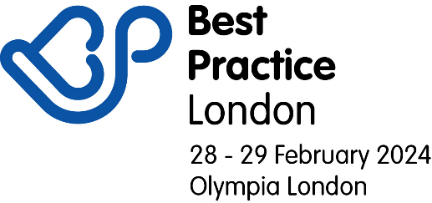 Best
Practice
London
28 - 29 February 2024
Olympia London